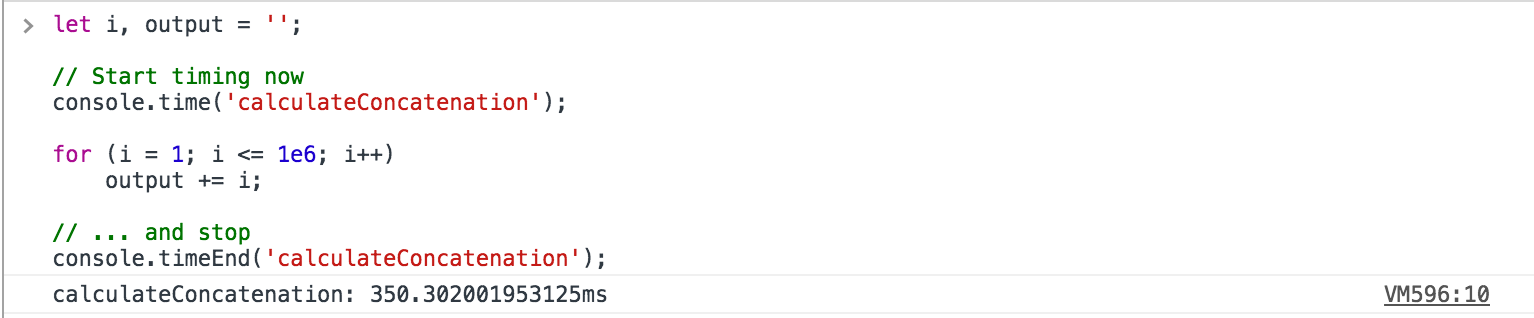 > let i, output = '';
// Start timing now
console.time('calculateConcatenation');
for (i = 1; i <= 1e6; i++)
    output += i;
// ... and stop
console.timeEnd('calculateConcatenation');
calculateConcatenation: 350.302001953125ms VM596:10